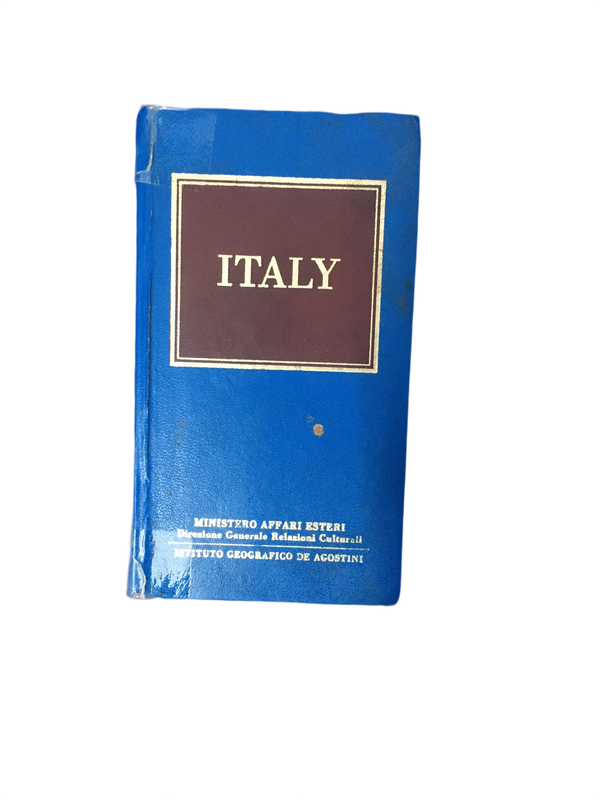 ITALY
MINISTERO AFFARI ESTERI
Direzione Generale Relazioni Culturali
ISTITUTO GEOGRAFICO DE AGOSTINI